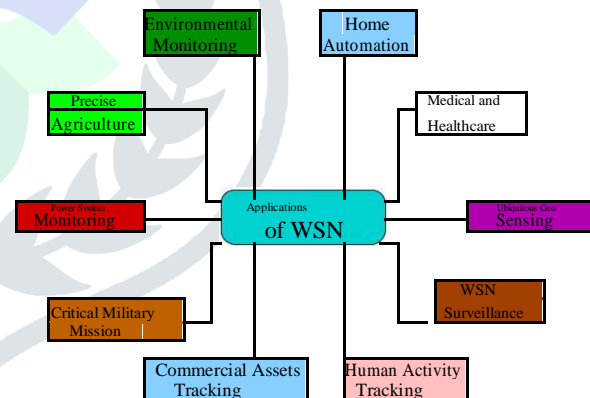 Environmental
Monitoring
Home
Automation
Precise
Agriculture
Medical and
Healthcare
Power System
Monitoring
Applications
of WSN
Ubiquitous Geo
Sensing
Critical Military
Mission
WSN
Surveillance
Commercial Assets
Tracking
Human Activity
Tracking